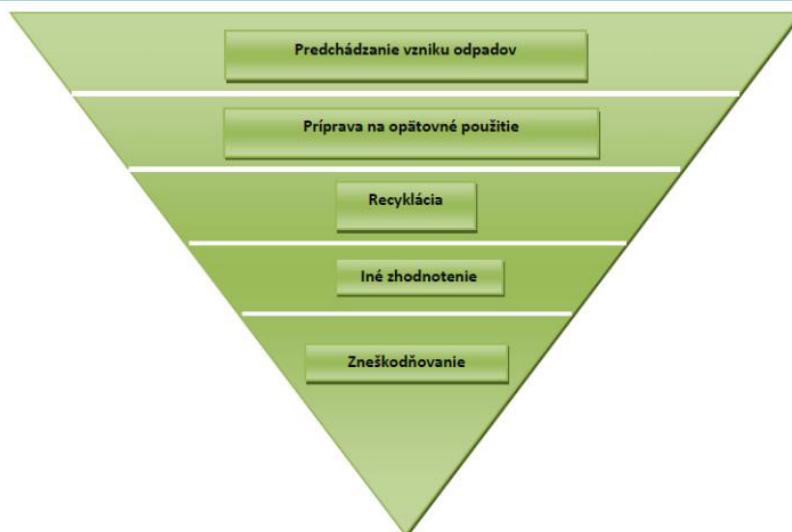 Predchádzanie vzniku odpadov
Príprava na opätovné použitie
Recyklácia
Iné zhodnotenie
Zneškodňovanie